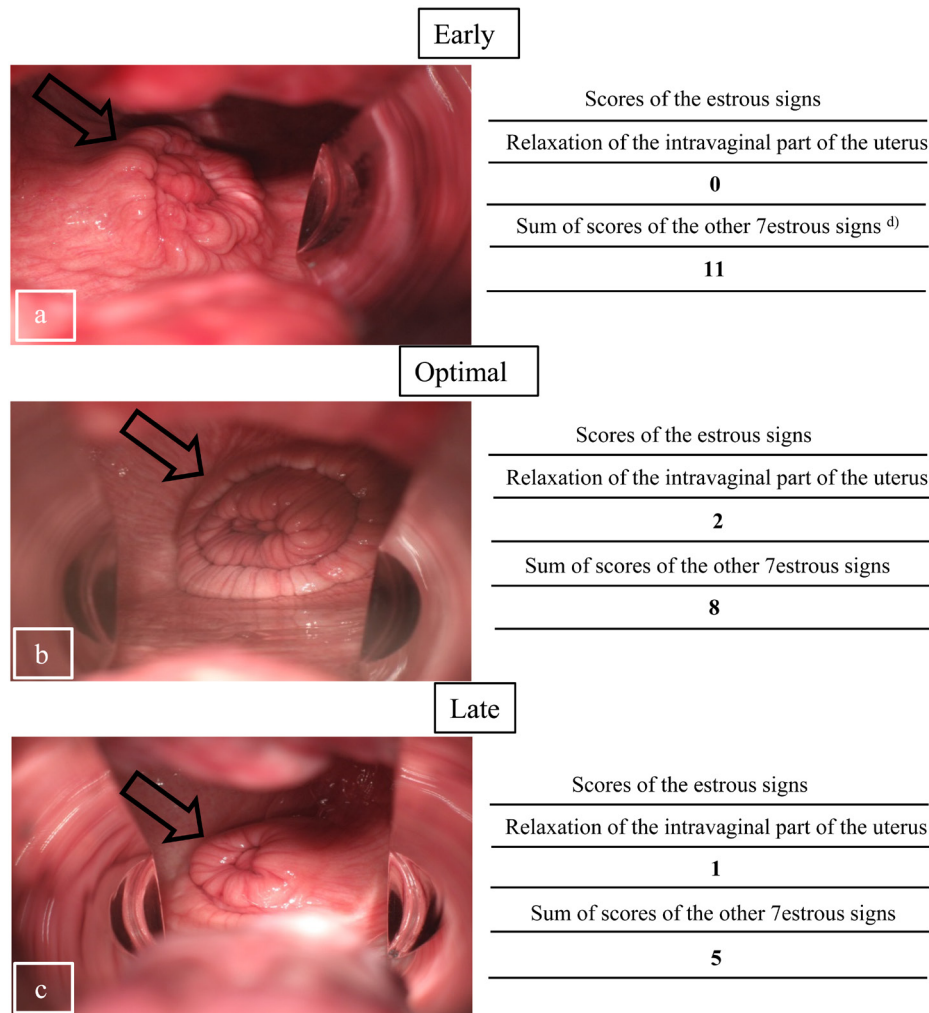 Early
Scores of the estrous signs
Relaxation of the intravaginal part of the uterus
0
Sum of scores of the other 7estrous signs d)
11
a
Optimal
Scores of the estrous signs
Relaxation of the intravaginal part of the uterus
2
Sum of scores of the other 7estrous signs
8
b
Late
Scores of the estrous signs
Relaxation of the intravaginal part of the uterus
1
Sum of scores of the other 7estrous signs
5
c